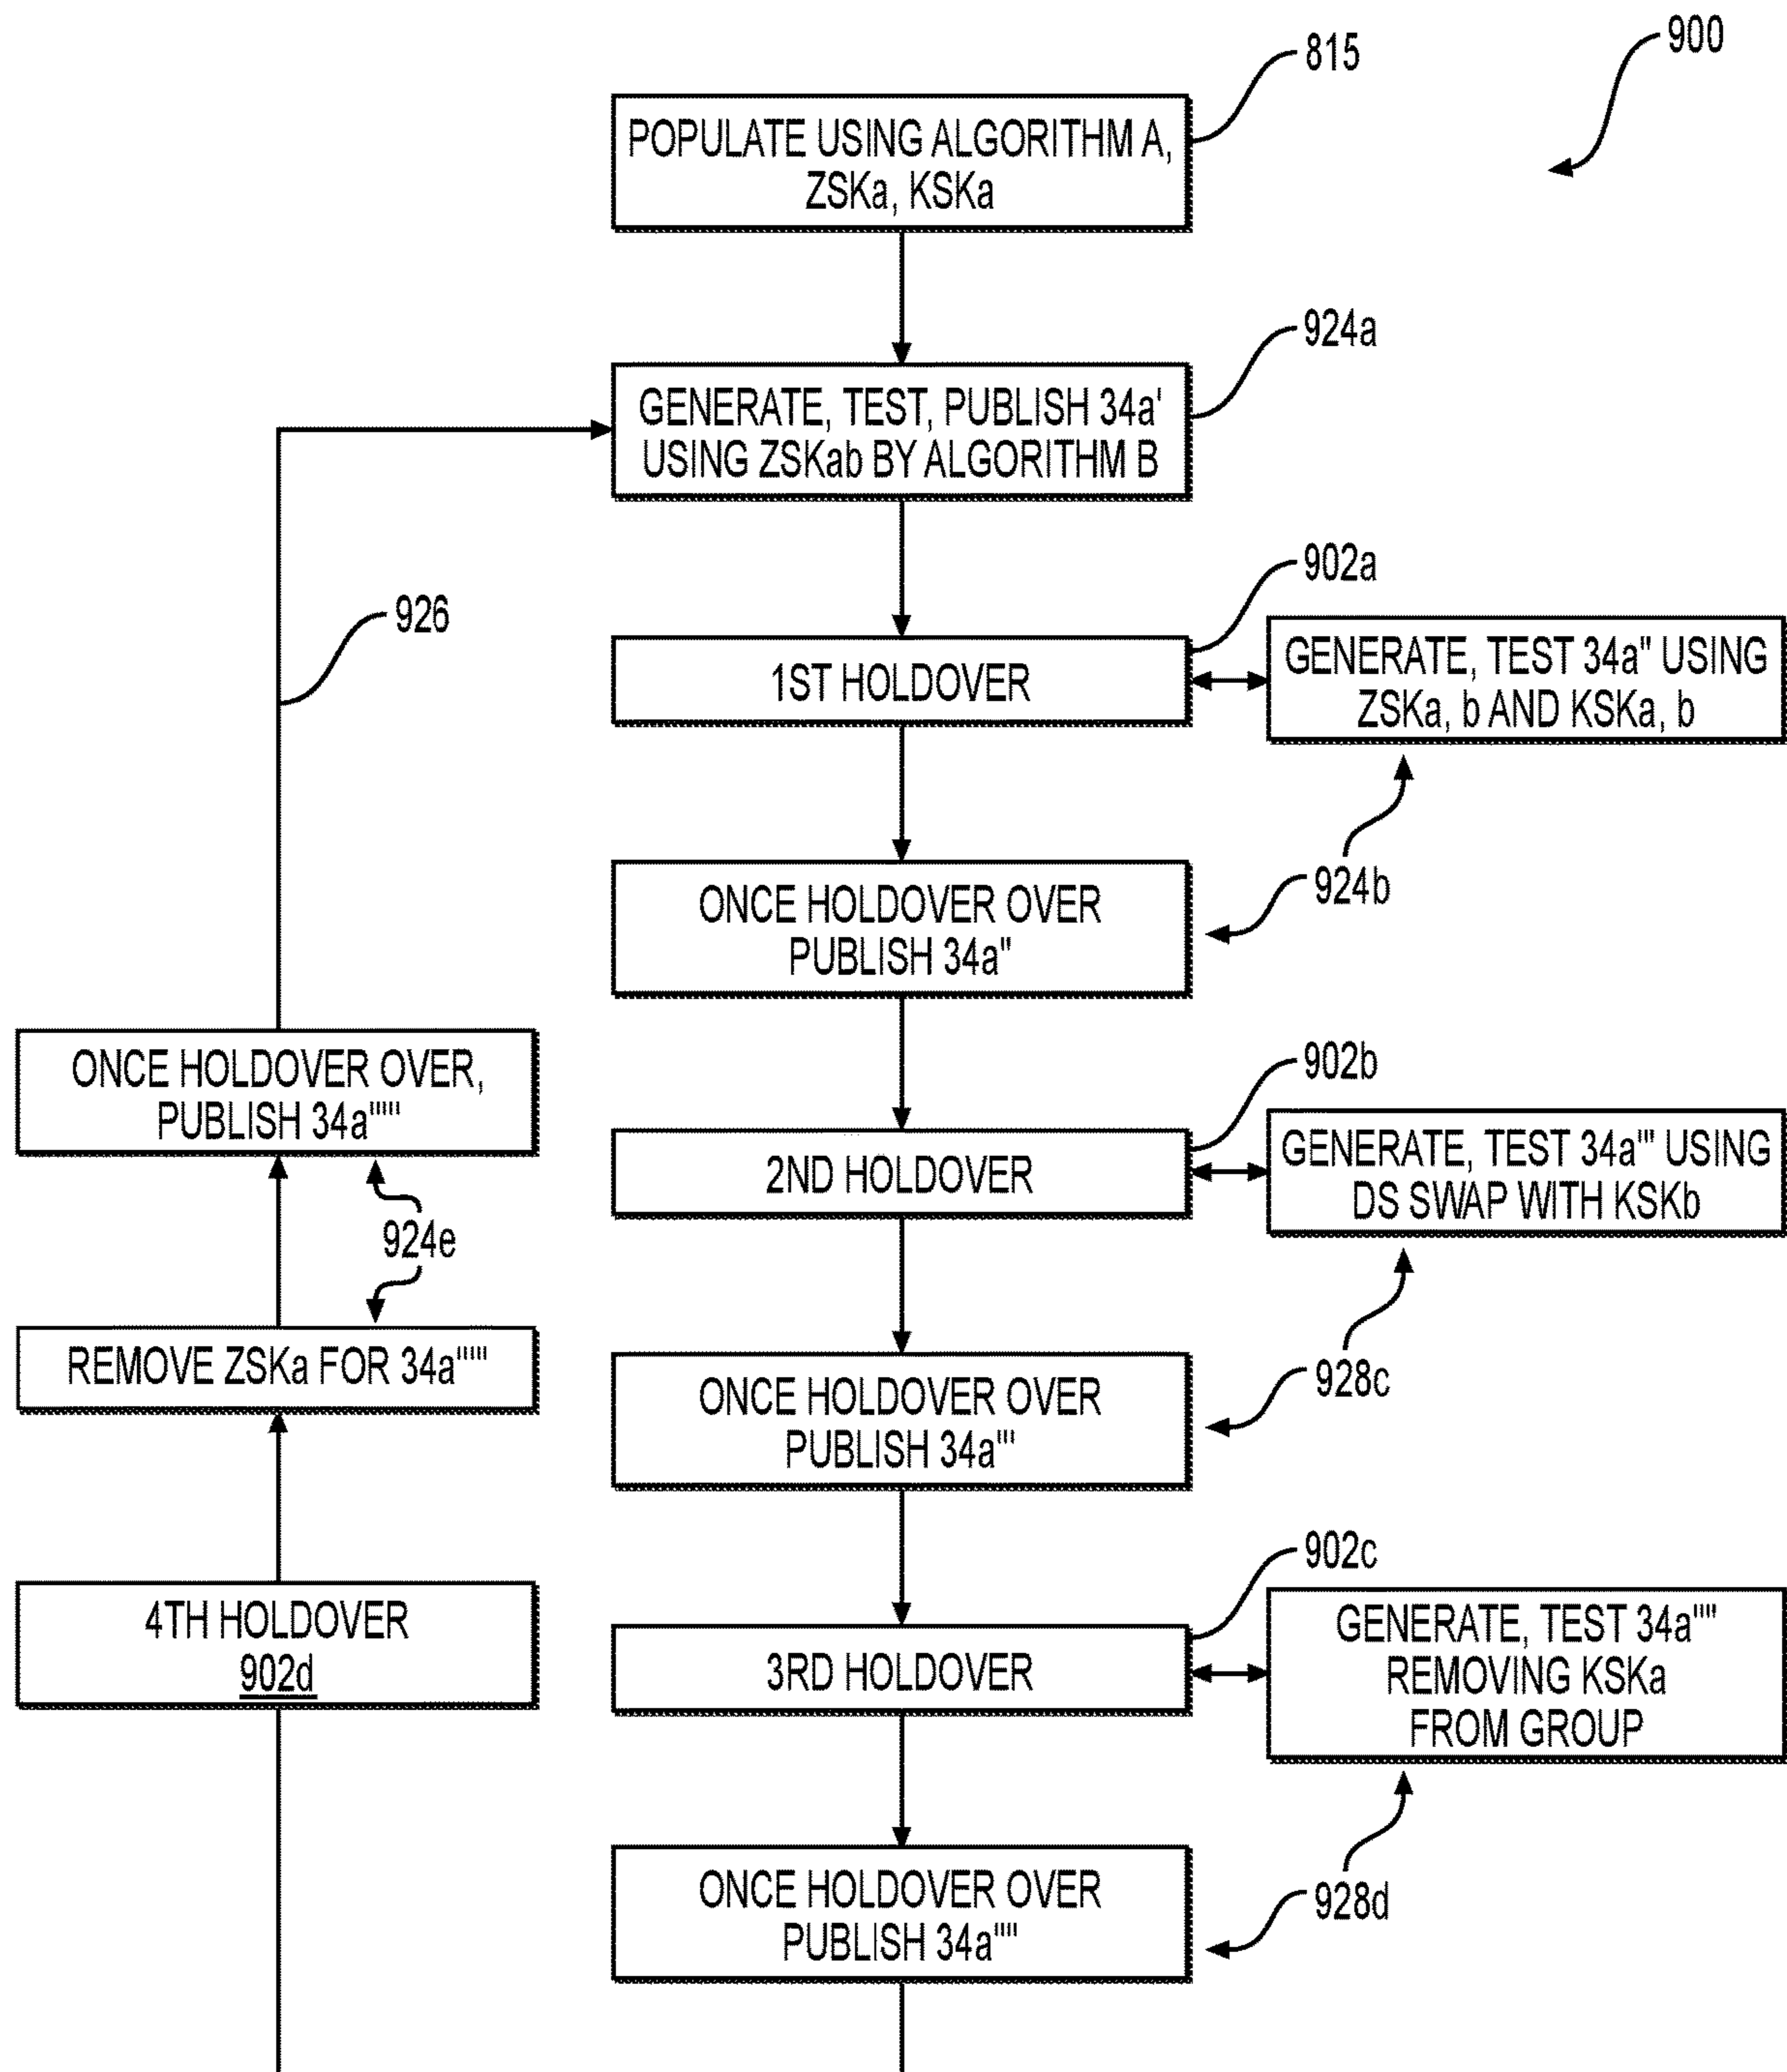 900
815
POPULATE USING ALGORITHM A,
ZSKa, KSKa
924a
GENERATE, TEST, PUBLISH 34a'
USING ZSKab BY ALGORITHM B
926
902a
1ST HOLDOVER
GENERATE, TEST 34a" USING
ZSKa, b AND KSKa, b
924b
ONCE HOLDOVER OVER
PUBLISH 34a"
902b
2ND HOLDOVER
GENERATE, TEST 34a''' USING
DS SWAP WITH KSKb
928c
ONCE HOLDOVER OVER
PUBLISH 34a'''
902c
3RD HOLDOVER
GENERATE, TEST 34a''''
REMOVING KSKa
FROM GROUP
928d
ONCE HOLDOVER OVER
PUBLISH 34a''''
4TH HOLDOVER
902d
REMOVE ZSKa FOR 34a'''''
924e
ONCE HOLDOVER OVER,
PUBLISH 34a'''''